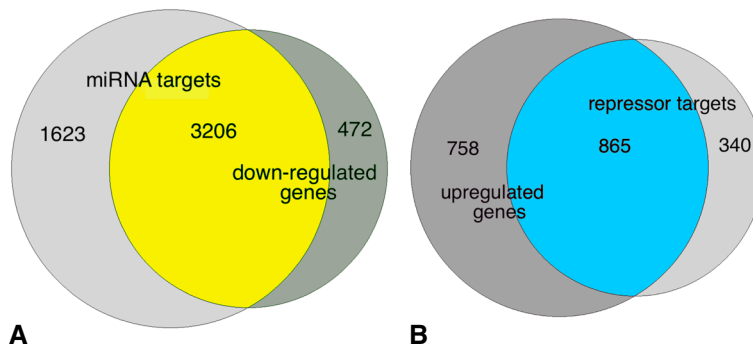 miRNA targets
1623
3206
472
down-regulated
genes
A
repressor targets
758
865
340
upregulated
genes
B